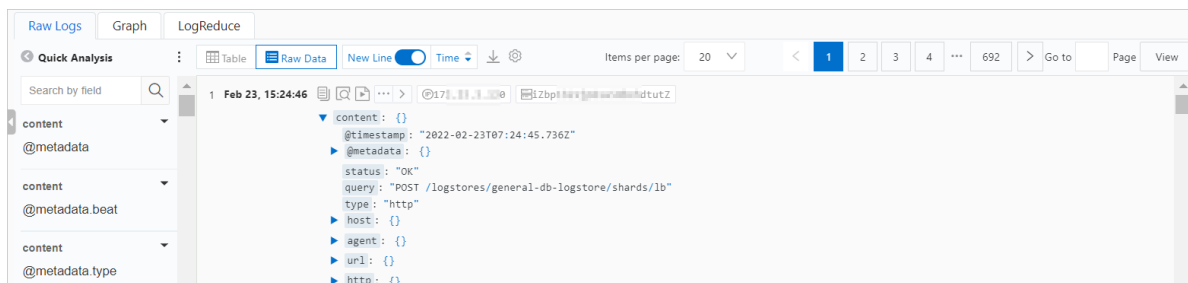 Raw Logs Graph LogReduce
Quick Analysis Table Raw Data New Line Time Items per page: 20 1 2 3 4 ••• 692 Go to Page View
Search by field
1 Feb 23, 15:24:46
content: {}
@timestamp: "2022-02-23T07:24:45.736Z"
@metadata: {}
status: "OK"
query: "POST /logstores/general-db-logstore/shards/lb"
type: "http"
host: {}
agent: {}
url: {}
http: {}
content
@metadata
content
@metadata.beat
content
@metadata.type